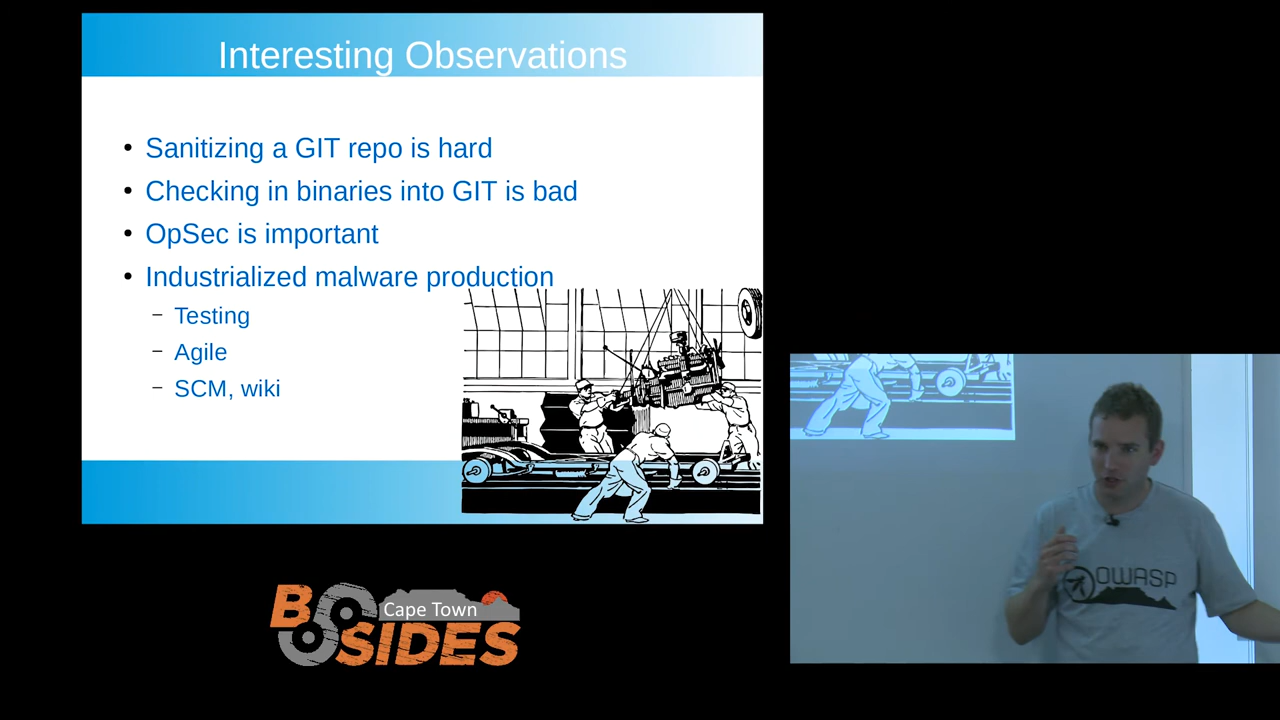 Interesting Observations
Sanitizing a GIT repo is hard
Checking in binaries into GIT is bad
OpSec is important
Industrialized malware production
Testing
Agile
SCM, wiki
Cape Town
B SIDES
OWASP